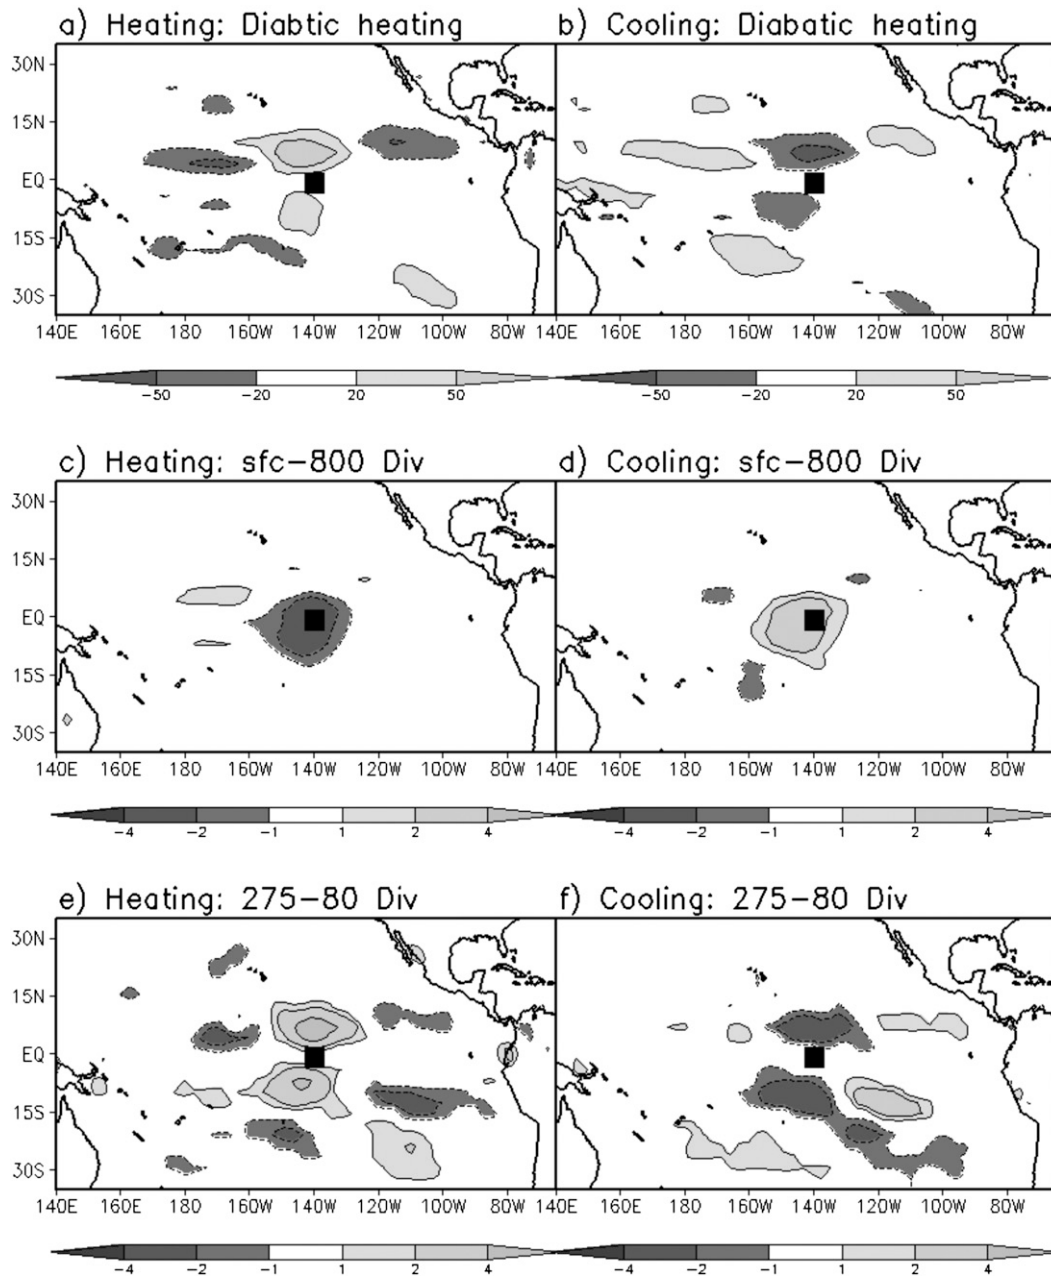 a) Heating: Diabtic heating
b) Cooling: Diabatic heating
30N
15N
EQ
15S
30S
140E 160E 180 160W 140W 120W 100W 80W 140E 160E 180 160W 140W 120W 100W 80W
-50 -20 20 50
-50 -20 20 50
c) Heating: sfc-800 Div
d) Cooling: sfc-800 Div
30N
15N
EQ
15S
30S
140E 160E 180 160W 140W 120W 100W 80W 140E 160E 180 160W 140W 120W 100W 80W
-4 -2 -1 1 2 4
-4 -2 -1 1 2 4
e) Heating: 275-80 Div
f) Cooling: 275-80 Div
30N
15N
EQ
15S
30S
140E 160E 180 160W 140W 120W 100W 80W 140E 160E 180 160W 140W 120W 100W 80W
-4 -2 -1 1 2 4
-4 -2 -1 1 2 4